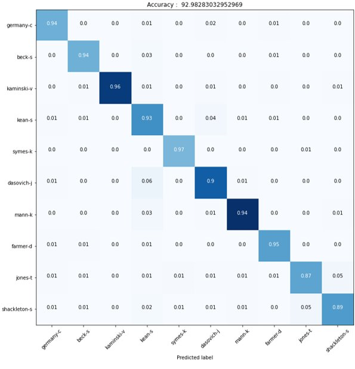 Accuracy : 92.98283032952969
germany-c 0.94 0.0 0.0 0.01 0.0 0.02 0.0 0.01 0.0 0.0
beck-s 0.0 0.94 0.0 0.03 0.0 0.0 0.0 0.01 0.0 0.0
kaminski-v 0.0 0.01 0.96 0.01 0.0 0.0 0.0 0.0 0.0 0.01
kean-s 0.01 0.01 0.0 0.93 0.0 0.04 0.01 0.01 0.0 0.0
symes-k 0.0 0.0 0.0 0.0 0.97 0.0 0.0 0.0 0.01 0.0
dasovich-j 0.01 0.01 0.0 0.06 0.0 0.9 0.01 0.0 0.0 0.0
mann-k 0.0 0.0 0.0 0.03 0.0 0.01 0.94 0.0 0.0 0.01
farmer-d 0.01 0.01 0.0 0.01 0.0 0.0 0.0 0.95 0.0 0.0
jones-t 0.01 0.01 0.0 0.01 0.0 0.01 0.01 0.01 0.87 0.05
shackleton-s 0.01 0.01 0.0 0.02 0.01 0.01 0.01 0.0 0.05 0.89
germany-c beck-s kaminski-v kean-s symes-k dasovich-j mann-k farmer-d jones-t shackleton-s
Predicted label